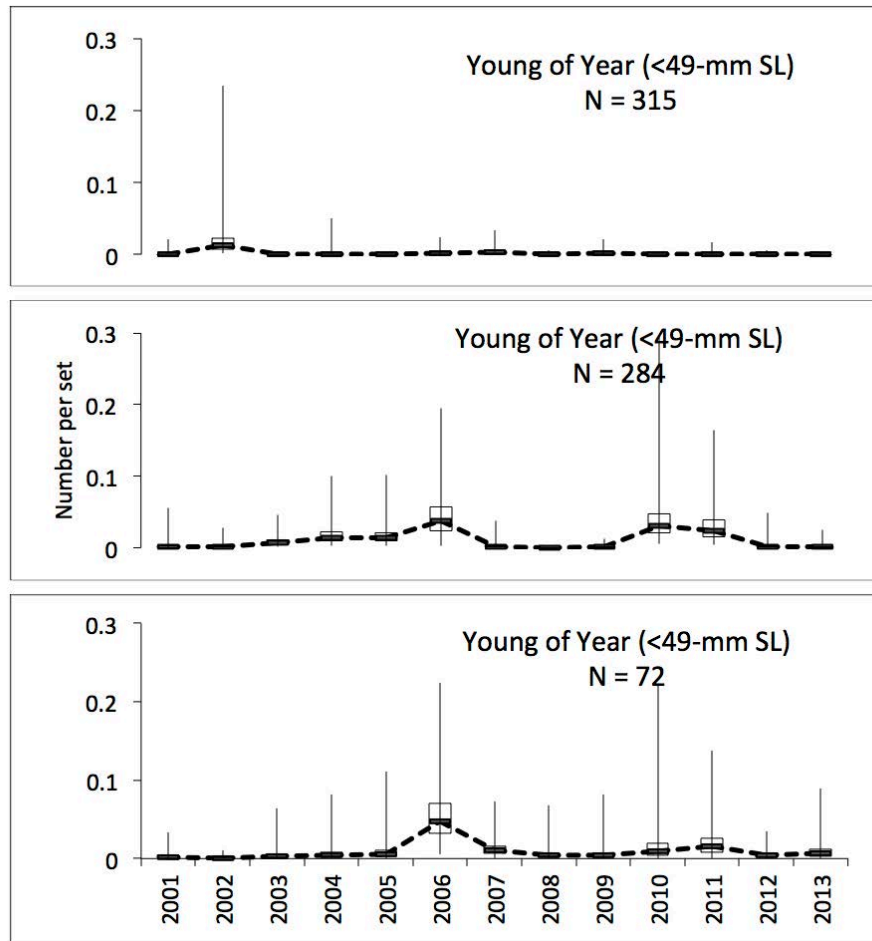 0.3
Young of Year (<49-mm SL)
N = 315
0.2
0.1
0
0.3
Young of Year (<49-mm SL)
N = 284
0.2
0.1
0
Number per set
0.3
Young of Year (<49-mm SL)
N = 72
0.2
0.1
0
2001 2002 2003 2004 2005 2006 2007 2008 2009 2010 2011 2012 2013